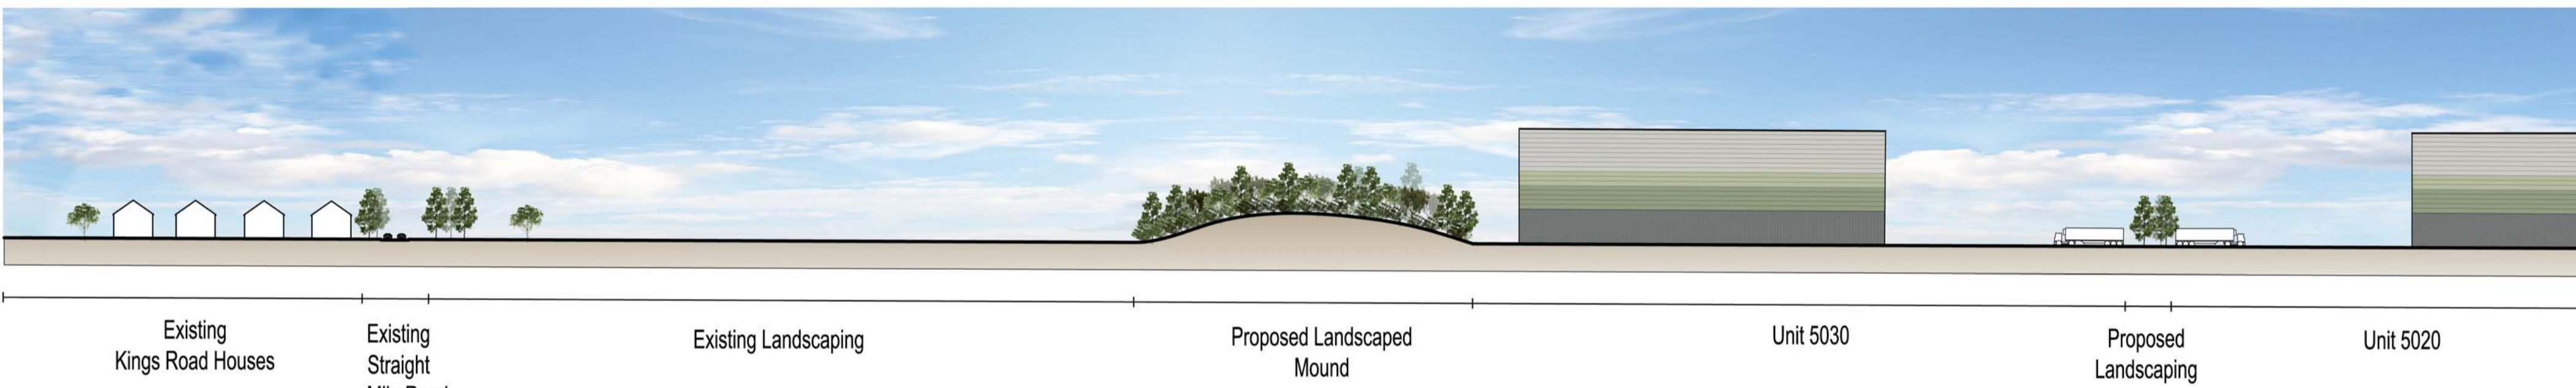 Existing
Kings Road Houses
Existing
Straight
Existing Landscaping
Proposed Landscaped
Mound
Unit 5030
Proposed
Landscaping
Unit 5020